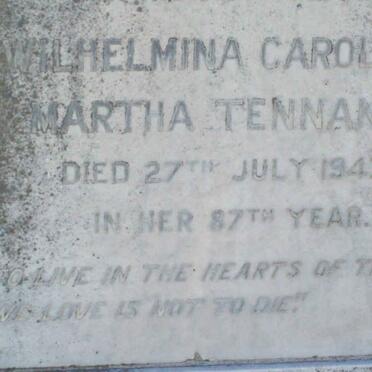 WILHELMINA CAROL
MARTHA TENNAN
DIED 27TH JULY 194
IN HER 87TH YEAR.
TO LIVE IN THE HEARTS OF T
WE LOVE IS NOT TO DIE."